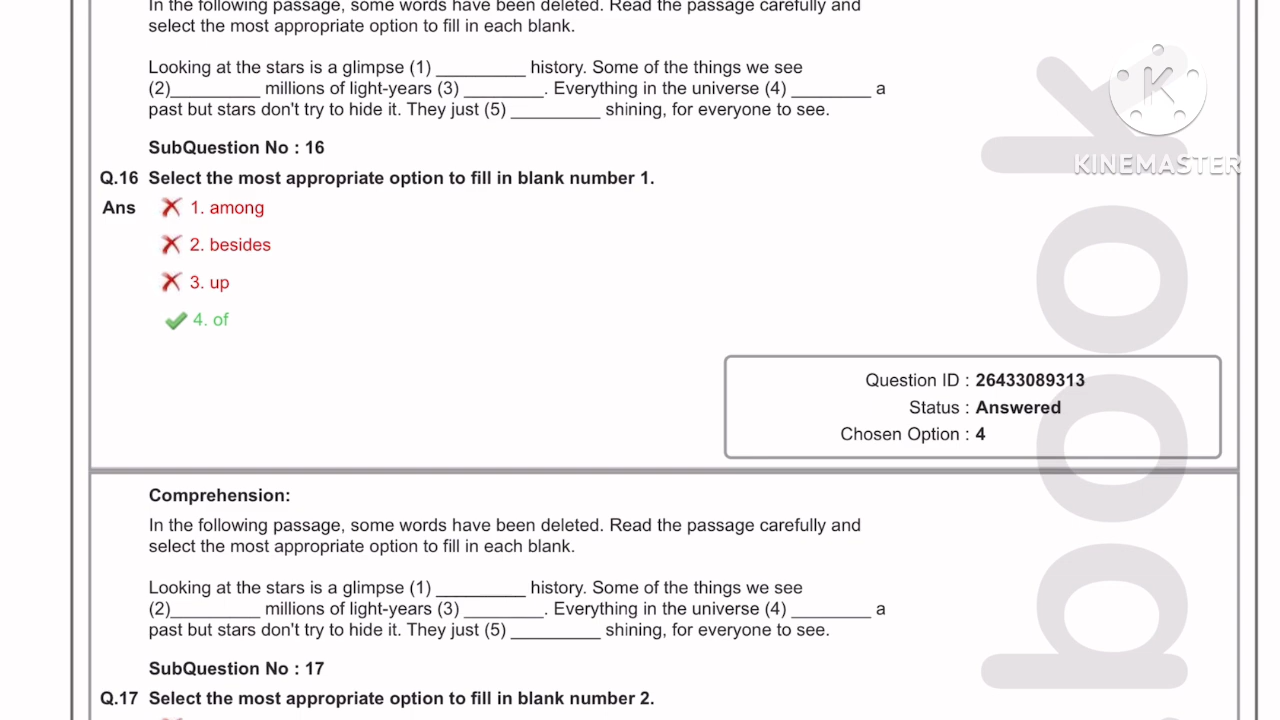 In the following passage, some words have been deleted. Read the passage carefully and
select the most appropriate option to fill in each blank.
Looking at the stars is a glimpse (1) _________ history. Some of the things we see
(2)_________ millions of light-years (3) ________. Everything in the universe (4) ________ a
past but stars don't try to hide it. They just (5) _________ shining, for everyone to see.
SubQuestion No : 16
Q.16 Select the most appropriate option to fill in blank number 1.
Ans 1. among
2. besides
3. up
4. of
Question ID : 26433089313
Status : Answered
Chosen Option : 4
Comprehension:
In the following passage, some words have been deleted. Read the passage carefully and
select the most appropriate option to fill in each blank.
Looking at the stars is a glimpse (1) _________ history. Some of the things we see
(2)_________ millions of light-years (3) ________. Everything in the universe (4) ________ a
past but stars don't try to hide it. They just (5) _________ shining, for everyone to see.
SubQuestion No : 17
Q.17 Select the most appropriate option to fill in blank number 2.
K
KINEMASTER
book